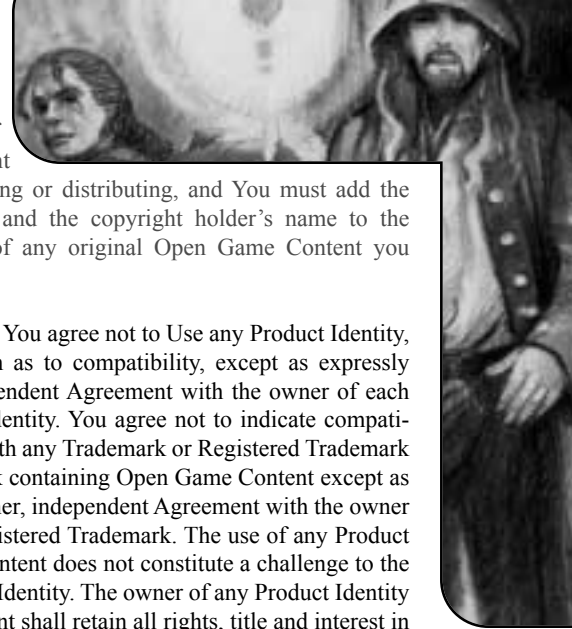 nt
ing or distributing, and You must add the
and the copyright holder’s name to the
of any original Open Game Content you
You agree not to Use any Product Identity,
as to compatibility, except as expressly
endent Agreement with the owner of each
dentity. You agree not to indicate compati-
th any Trademark or Registered Trademark
containing Open Game Content except as
her, independent Agreement with the owner
istered Trademark. The use of any Product
ntent does not constitute a challenge to the
Identity. The owner of any Product Identity
nt shall retain all rights, title and interest in